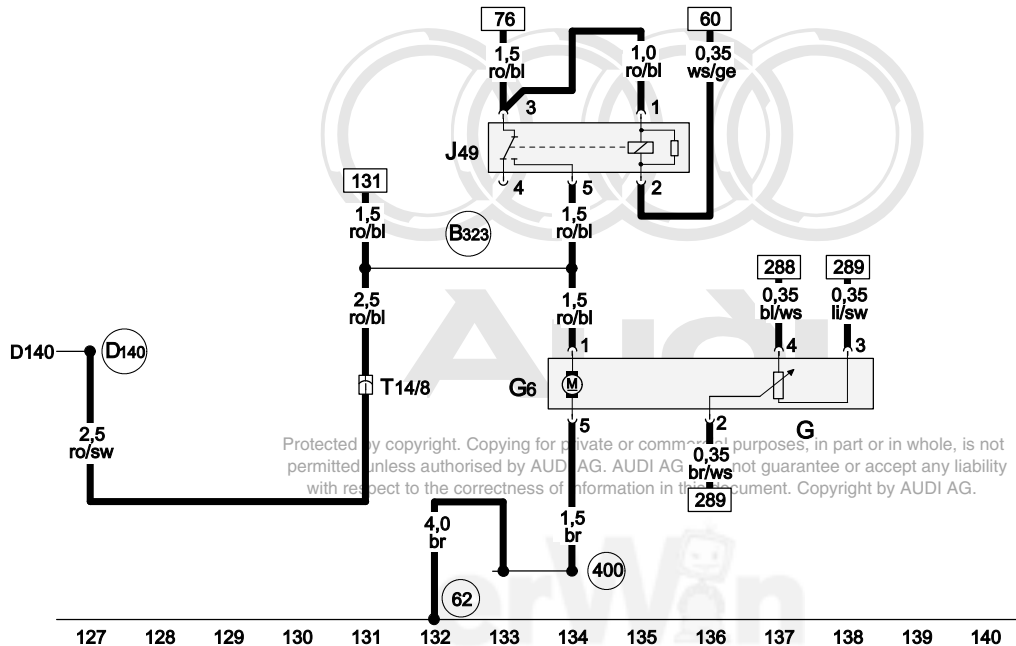 76
60
1,5
ro/bl
1,0
ro/bl
0,35
ws/ge
3
1
J49
4
5
2
131
1,5
ro/bl
B323
1,5
ro/bl
288
289
2,5
ro/bl
1,5
ro/bl
0,35
bl/ws
0,35
li/sw
Audi
D140
D140
1
4
3
T14/8
G6
M
5
2
G
2,5
ro/sw
Protected by copyright. Copying for private or commercial purposes, in part or in whole, is not
permitted unless authorised by AUDI AG. AUDI AG not guarantee or accept any liability
with respect to the correctness of information in this document. Copyright by AUDI AG.
0,35
br/ws
289
4,0
br
1,5
br
400
62
erWin
127 128 129 130 131 132 133 134 135 136 137 138 139 140